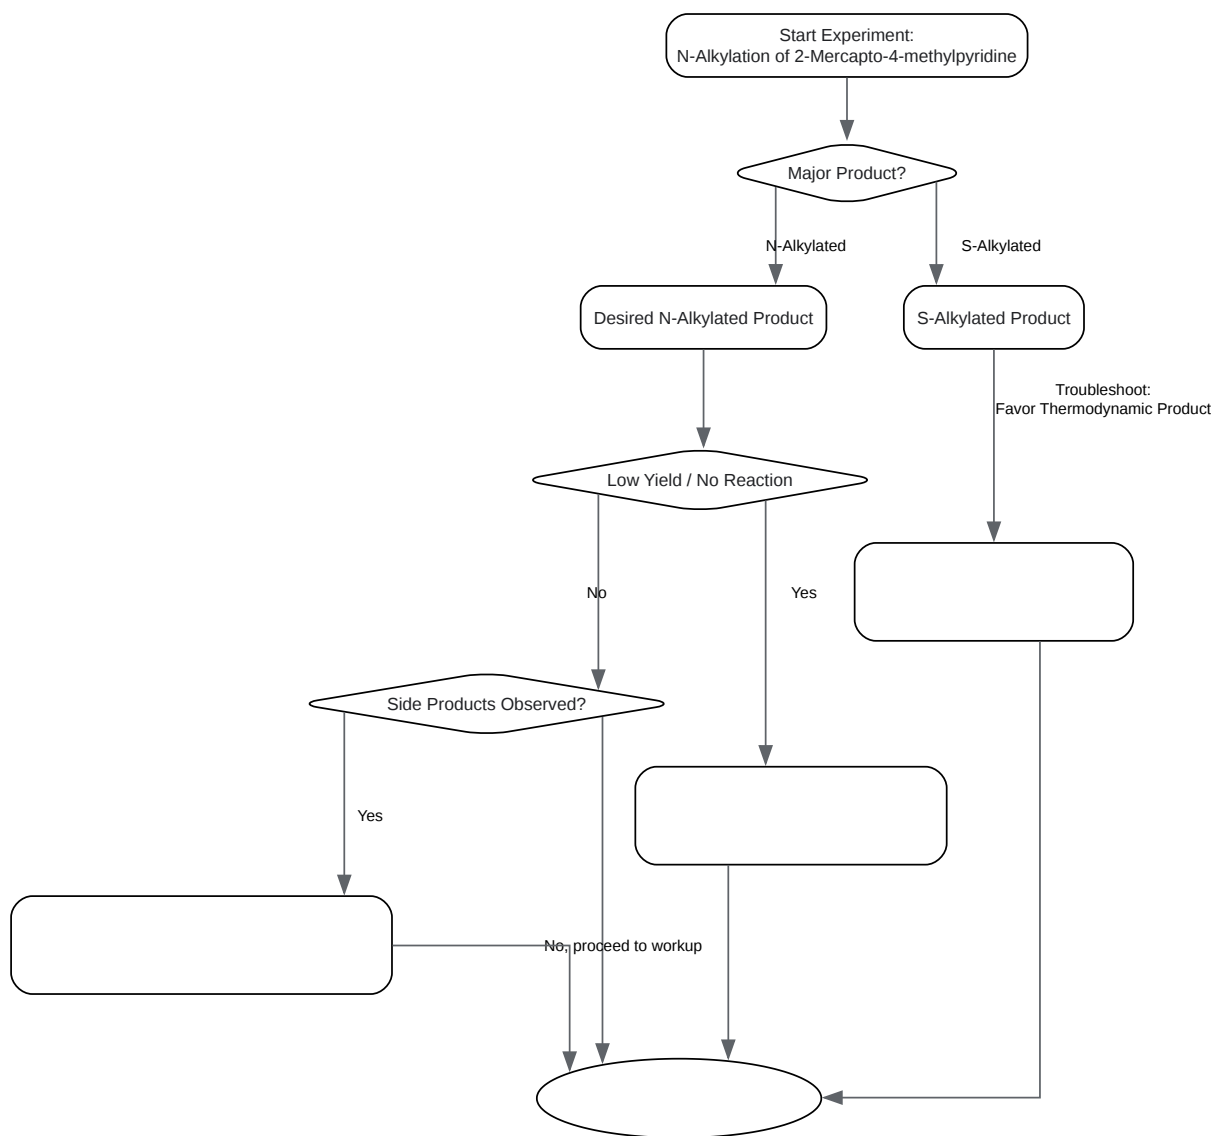 Start Experiment:
N-Alkylation of 2-Mercapto-4-methylpyridine
Major Product?
N-Alkylated
S-Alkylated
Desired N-Alkylated Product
S-Alkylated Product
Troubleshoot:
Favor Thermodynamic Product
Low Yield / No Reaction
No
Yes
Side Products Observed?
Yes
No, proceed to workup